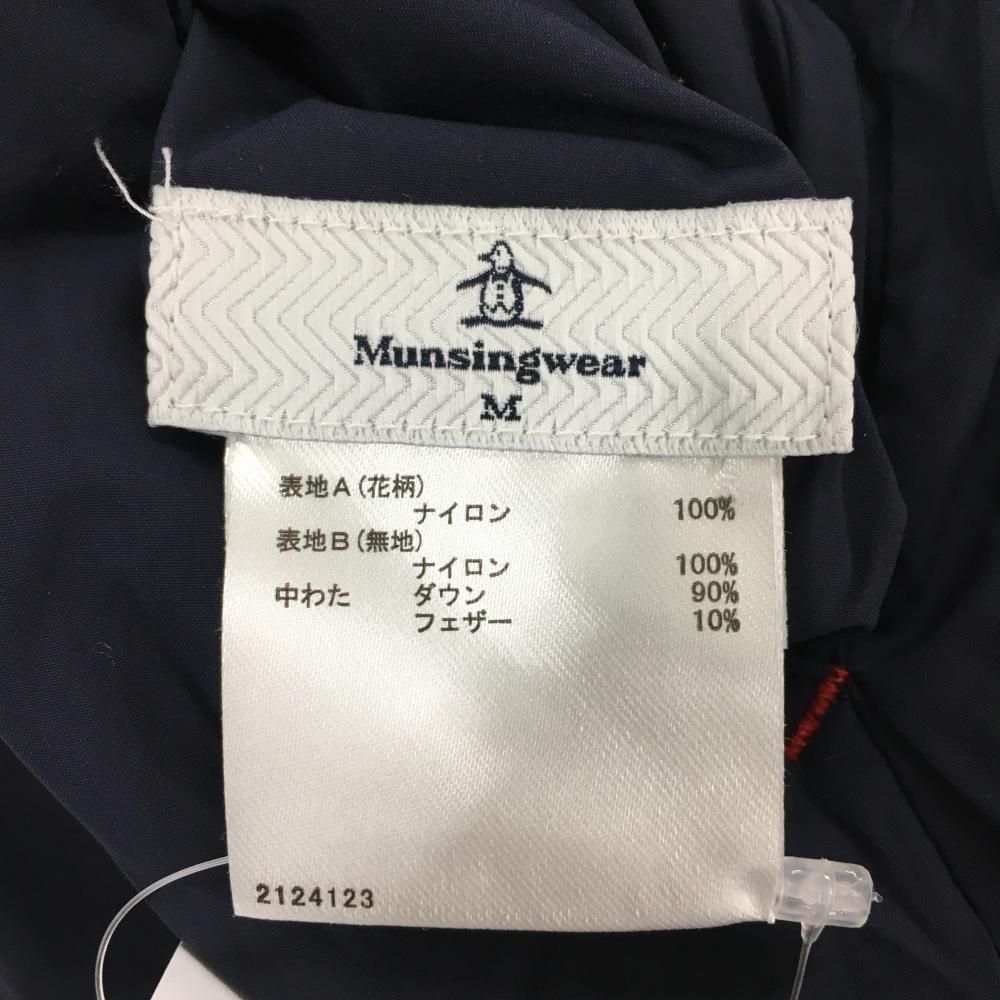 Munsingwear
M
表地A(花柄)
ナイロン 100%
表地B(無地)
ナイロン 100%
中わた ダウン 90%
フェザー 10%
2124123